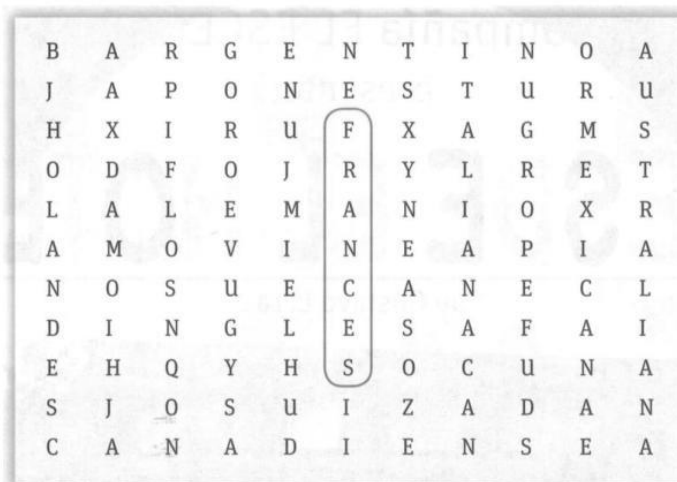 B A R G E N T I N O A
J A P O N E S T U R U
H X I R U F X A G M S
O D F O J R Y L R E T
L A L E M A N I O X R
A M O V I N E A P I A
N O S U E C A N E C L
D I N G L E S A F A I
E H Q Y H S O C U N A
S J O S U I Z A D A N
C A N A D I E N S E A